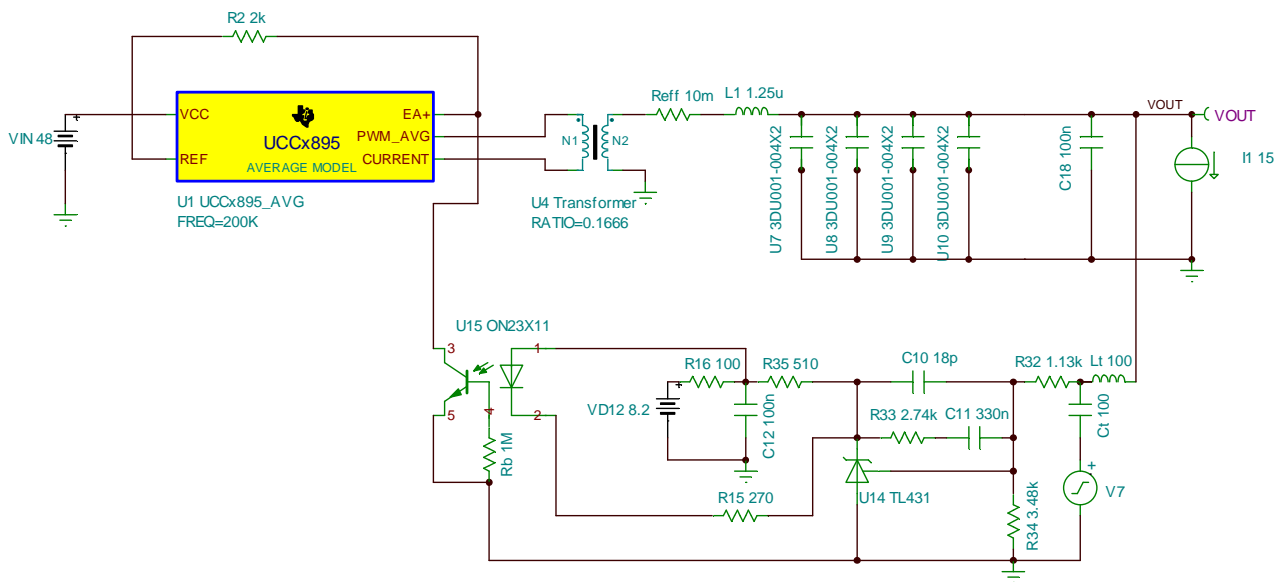 R2 2k
VIN 48
+
VCC
REF
UCCx895
AVERAGE MODEL
EA+
PWM_AVG
CURRENT
U1 UCCx895_AVG
FREQ=200K
N1
N2
U4 Transformer
RATIO=0.1666
Reff 10m
L1 1.25u
U7 3DU001-004X2
U8 3DU001-004X2
U9 3DU001-004X2
U10 3DU001-004X2
C18 100n
VOUT
VOUT
I1 15
U15 ON23X11
3
5
4
1
2
Rb 1M
R16 100
+
VD12 8.2
R35 510
C12 100n
R15 270
C10 18p
R33 2.74k
C11 330n
U14 TL431
R32 1.13k
Lt 100
Ct 100
+
V7
R34 3.48k